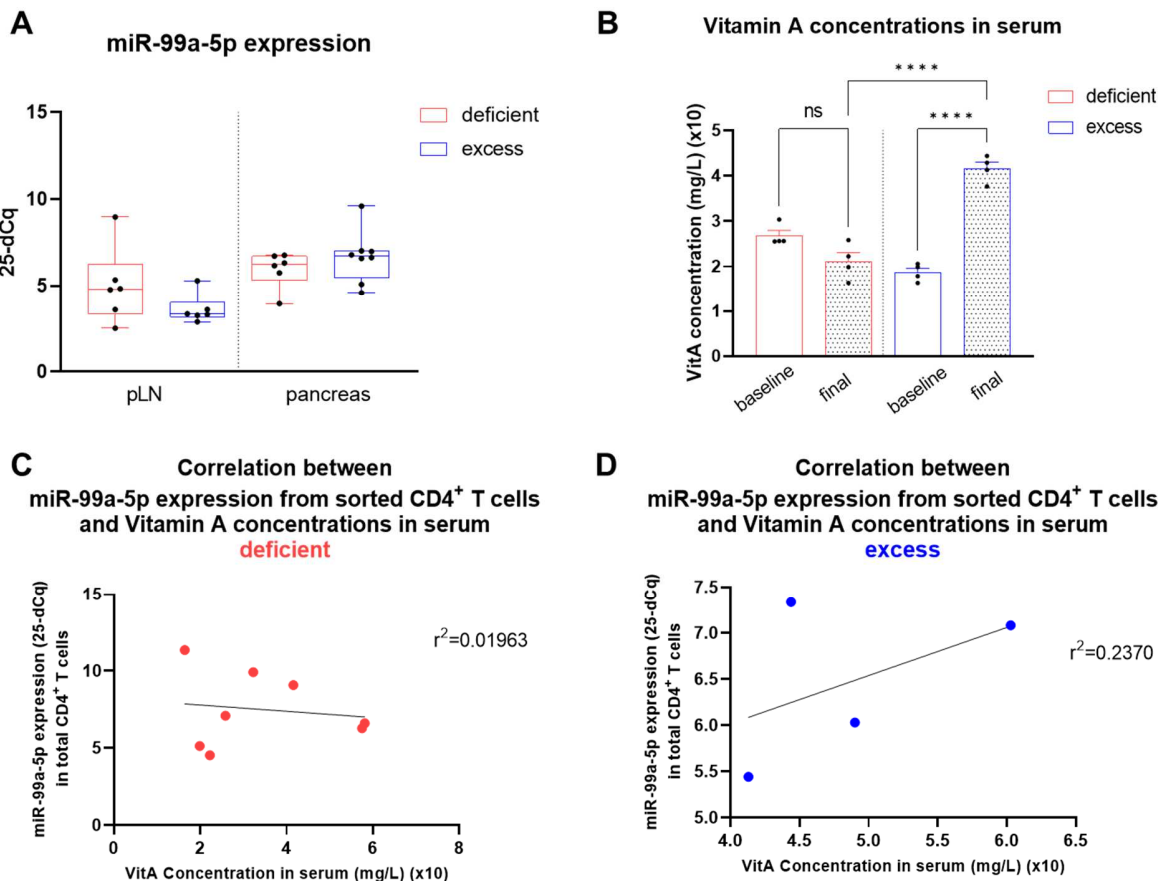 A
miR-99a-5p expression
deficient
excess
25-dCq
15
10
5
0
pLN
pancreas
B
Vitamin A concentrations in serum
deficient
excess
VitA concentration (mg/L) (x10)
5
4
3
2
1
0
ns
****
****
baseline
final
baseline
final
C
Correlation between
miR-99a-5p expression from sorted CD4⁺ T cells
and Vitamin A concentrations in serum
deficient
miR-99a-5p expression (25-dCq)
in total CD4⁺ T cells
15
10
5
0
r²=0.01963
0 2 4 6 8
VitA Concentration in serum (mg/L) (x10)
D
Correlation between
miR-99a-5p expression from sorted CD4⁺ T cells
and Vitamin A concentrations in serum
excess
miR-99a-5p expression (25-dCq)
in total CD4⁺ T cells
7.5
7.0
6.5
6.0
5.5
5.0
r²=0.2370
4.0 4.5 5.0 5.5 6.0 6.5
VitA Concentration in serum (mg/L) (x10)